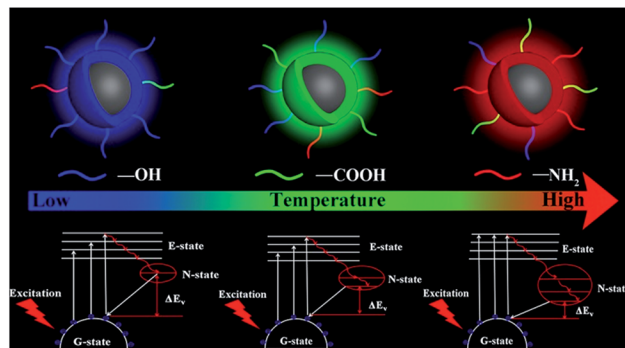 —OH —COOH —NH₂
Low Temperature High
E-state
N-state
Excitation
ΔEᵥ
G-state
E-state
N-state
Excitation
ΔEᵥ
G-state
E-state
N-state
Excitation
ΔEᵥ
G-state